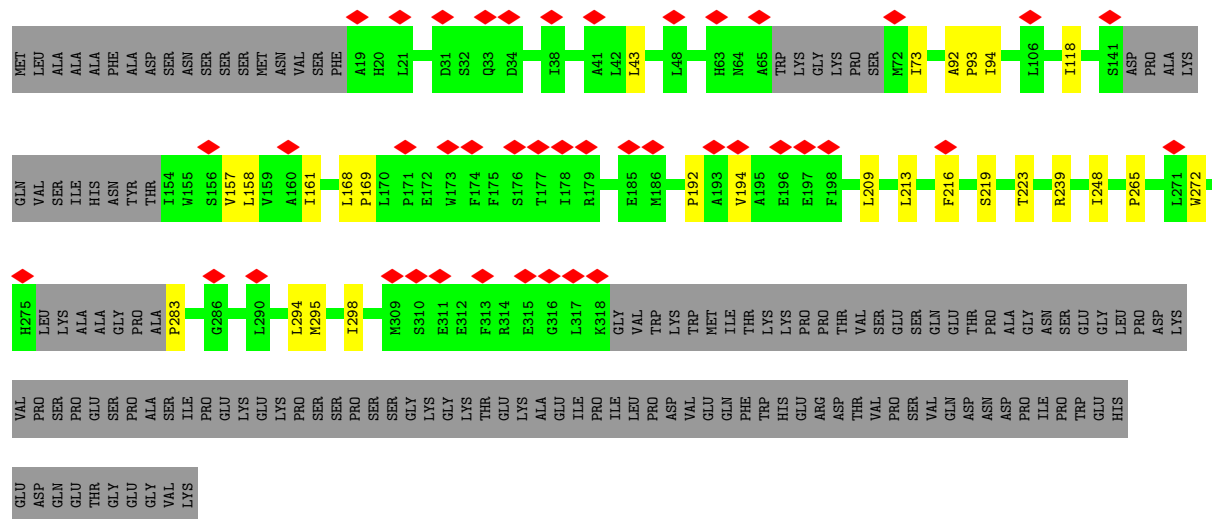 MET LEU ALA ALA ALA PHE ALA ASP SER ASN SER SER SER MET ASN VAL SER PHE A19 H20 L21 D31 S32 Q33 D34 I38 A41 L42 L43 L48 H63 N64 A65 TRP LYS GLY LYS PRO SER M72 I73 A92 P93 I94 L106 I118 S141 ASP PRO ALA LYS
GLN VAL SER ILE HIS ASN TYR THR I154 W155 S156 V157 L158 V159 A160 I161 L168 P169 L170 P171 E172 W173 F174 F175 S176 T177 I178 R179 E185 M186 P192 A193 V194 A195 E196 E197 F198 L209 L213 F216 S219 T223 R239 I248 P265 L271 W272
H275 LEU LYS ALA ALA GLY PRO ALA P283 G286 L290 L294 M295 I298 M309 S310 E311 E312 F313 R314 E315 G316 L317 K318 GLY VAL TRP LYS TRP MET ILE THR LYS LYS PRO PRO THR VAL SER GLU SER GLN GLU THR PRO ALA GLY ASN SER GLU GLY LEU PRO ASP LYS
VAL PRO SER PRO GLU SER PRO ALA SER ILE PRO GLU LYS GLU LYS PRO SER SER PRO SER SER GLY LYS GLY LYS THR GLU LYS ALA GLU ILE PRO ILE LEU PRO ASP VAL GLU GLN PHE TRP HIS GLU ARG ASP THR VAL PRO SER VAL GLN ASP ASN ASP PRO ILE PRO TRP GLU HIS
GLU ASP GLN GLU THR GLY GLU GLY VAL LYS